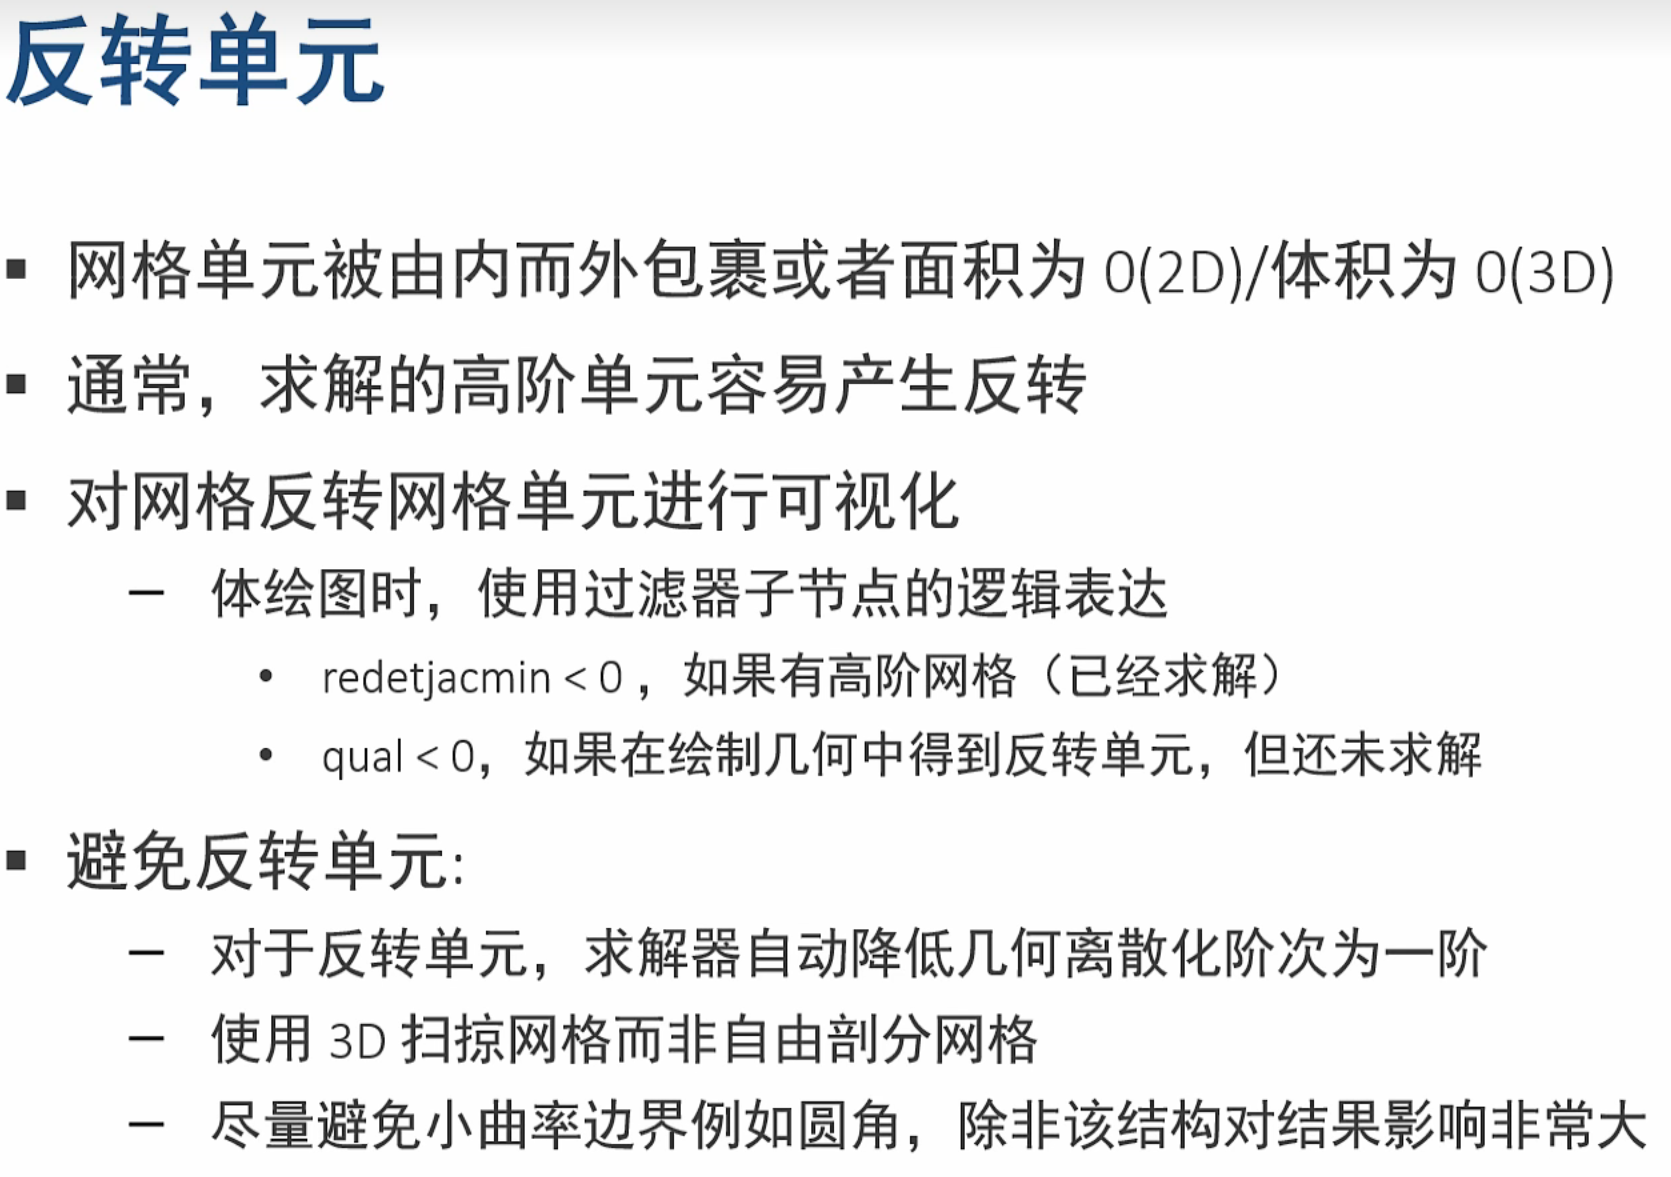 反转单元
▪ 网格单元被由内而外包裹或者面积为 0(2D)/体积为 0(3D)
▪ 通常，求解的高阶单元容易产生反转
▪ 对网格反转网格单元进行可视化
– 体绘图时，使用过滤器子节点的逻辑表达
• redetjacmin < 0 ，如果有高阶网格（已经求解）
• qual < 0，如果在绘制几何中得到反转单元，但还未求解
▪ 避免反转单元:
– 对于反转单元，求解器自动降低几何离散化阶次为一阶
– 使用 3D 扫掠网格而非自由剖分网格
– 尽量避免小曲率边界例如圆角，除非该结构对结果影响非常大